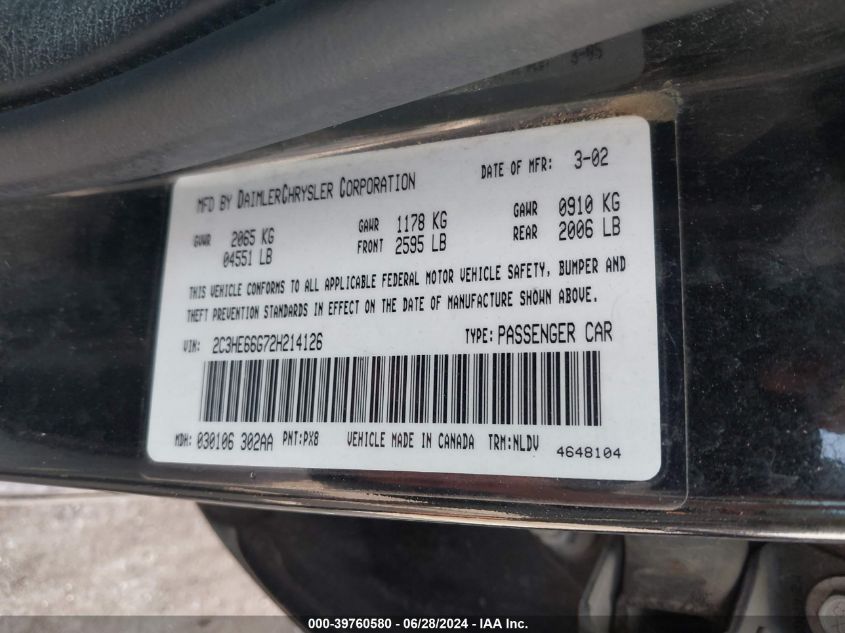 3-05
MFD BY DAIMLERCHRYSLER CORPORATION DATE OF MFR: 3-02
GVWR 2065 KG GAWR 1178 KG GAWR 0910 KG
04551 LB FRONT 2595 LB REAR 2006 LB
THIS VEHICLE CONFORMS TO ALL APPLICABLE FEDERAL MOTOR VEHICLE SAFETY, BUMPER AND
THEFT PREVENTION STANDARDS IN EFFECT ON THE DATE OF MANUFACTURE SHOWN ABOVE.
VIN: 2C3HE66G72H214126 TYPE: PASSENGER CAR
MDH: 030106 302AA PNT:PX8 VEHICLE MADE IN CANADA TRM:NLDV
4648104
000-39760580 - 06/28/2024 - IAA Inc.